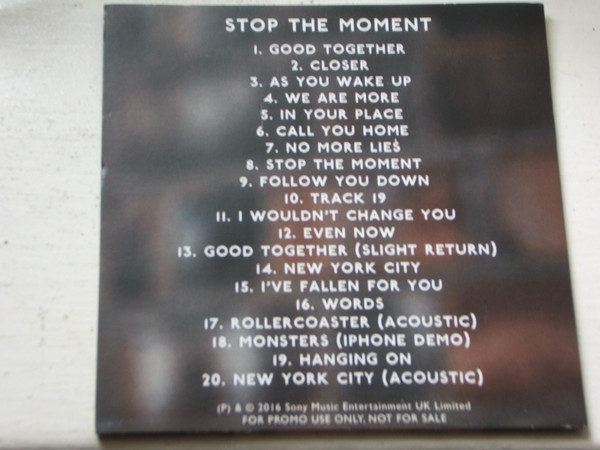 STOP THE MOMENT
1. GOOD TOGETHER
2. CLOSER
3. AS YOU WAKE UP
4. WE ARE MORE
5. IN YOUR PLACE
6. CALL YOU HOME
7. NO MORE LIES
8. STOP THE MOMENT
9. FOLLOW YOU DOWN
10. TRACK 19
11. I WOULDN'T CHANGE YOU
12. EVEN NOW
13. GOOD TOGETHER (SLIGHT RETURN)
14. NEW YORK CITY
15. I'VE FALLEN FOR YOU
16. WORDS
17. ROLLERCOASTER (ACOUSTIC)
18. MONSTERS (IPHONE DEMO)
19. HANGING ON
20. NEW YORK CITY (ACOUSTIC)
(P) & © 2016 Sony Music Entertainment UK Limited
FOR PROMO USE ONLY. NOT FOR SALE